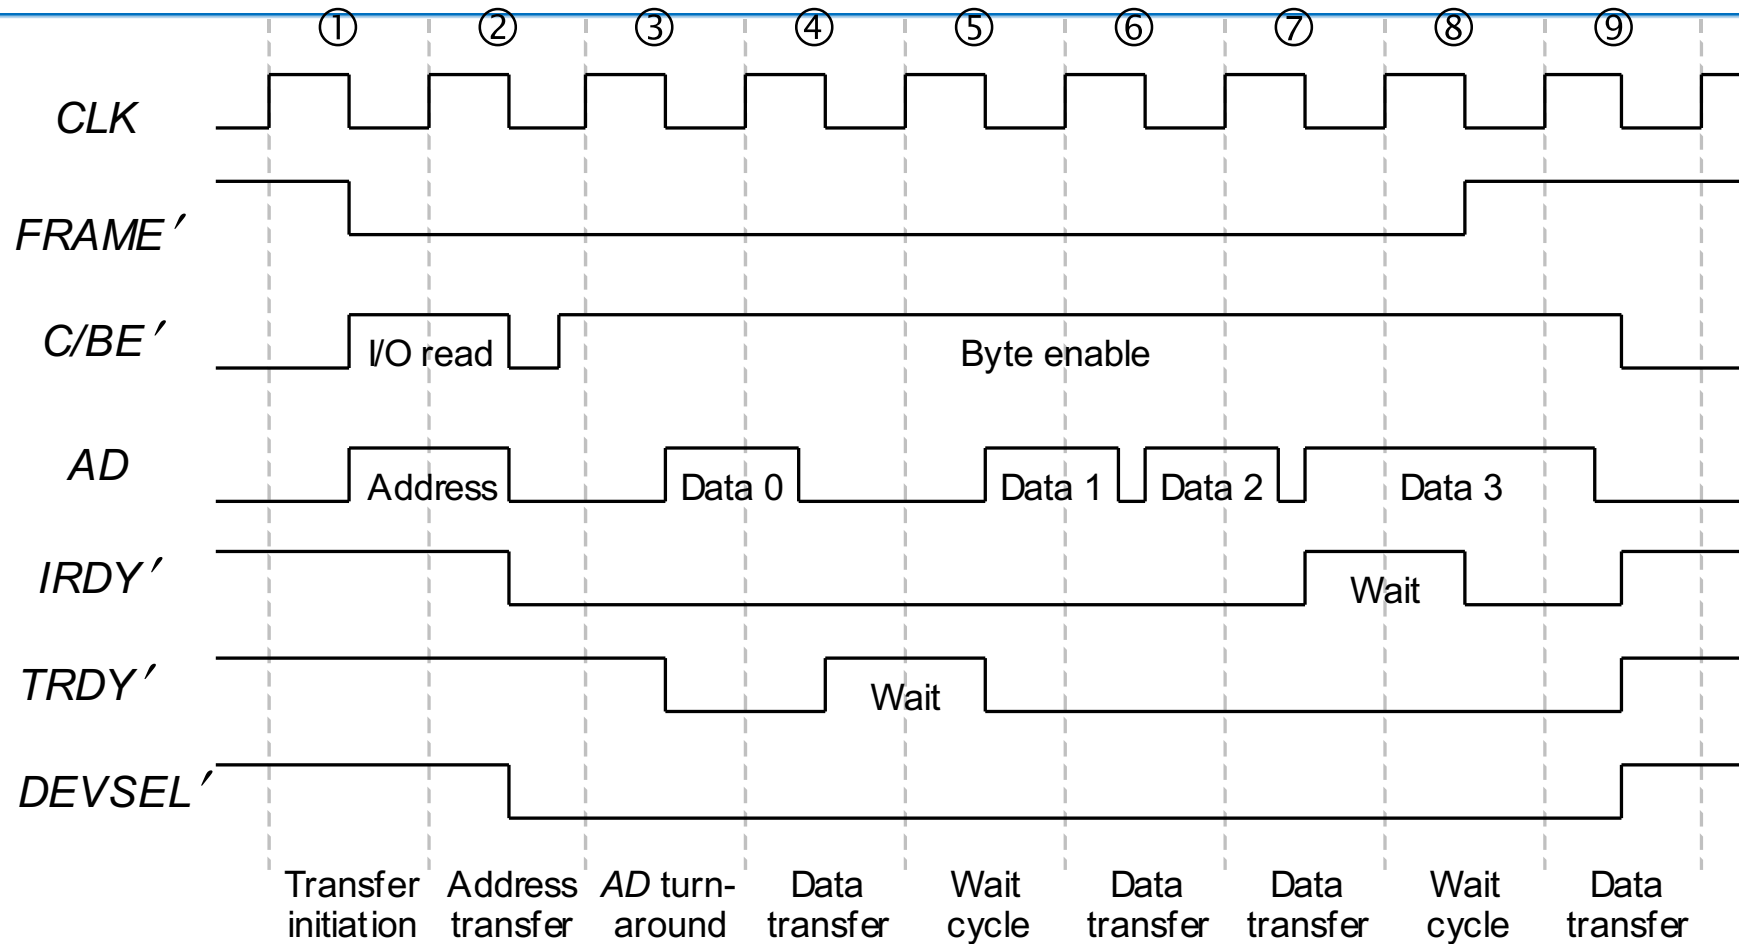 ① ② ③ ④ ⑤ ⑥ ⑦ ⑧ ⑨
CLK
FRAME′
C/BE′ I/O read Byte enable
AD Address Data 0 Data 1 Data 2 Data 3
IRDY′ Wait
TRDY′ Wait
DEVSEL′
Transfer Address AD turn- Data Wait Data Data Wait Data
initiation transfer around transfer cycle transfer transfer cycle transfer